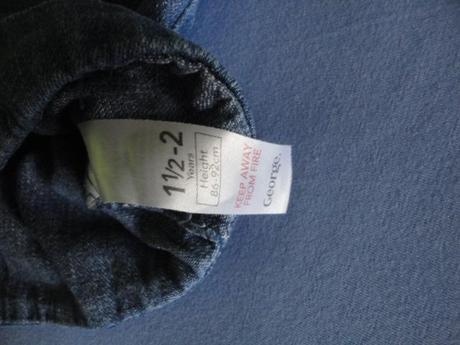 George.
KEEP AWAY
FROM FIRE
Height
86-92cm
1½-2
Years